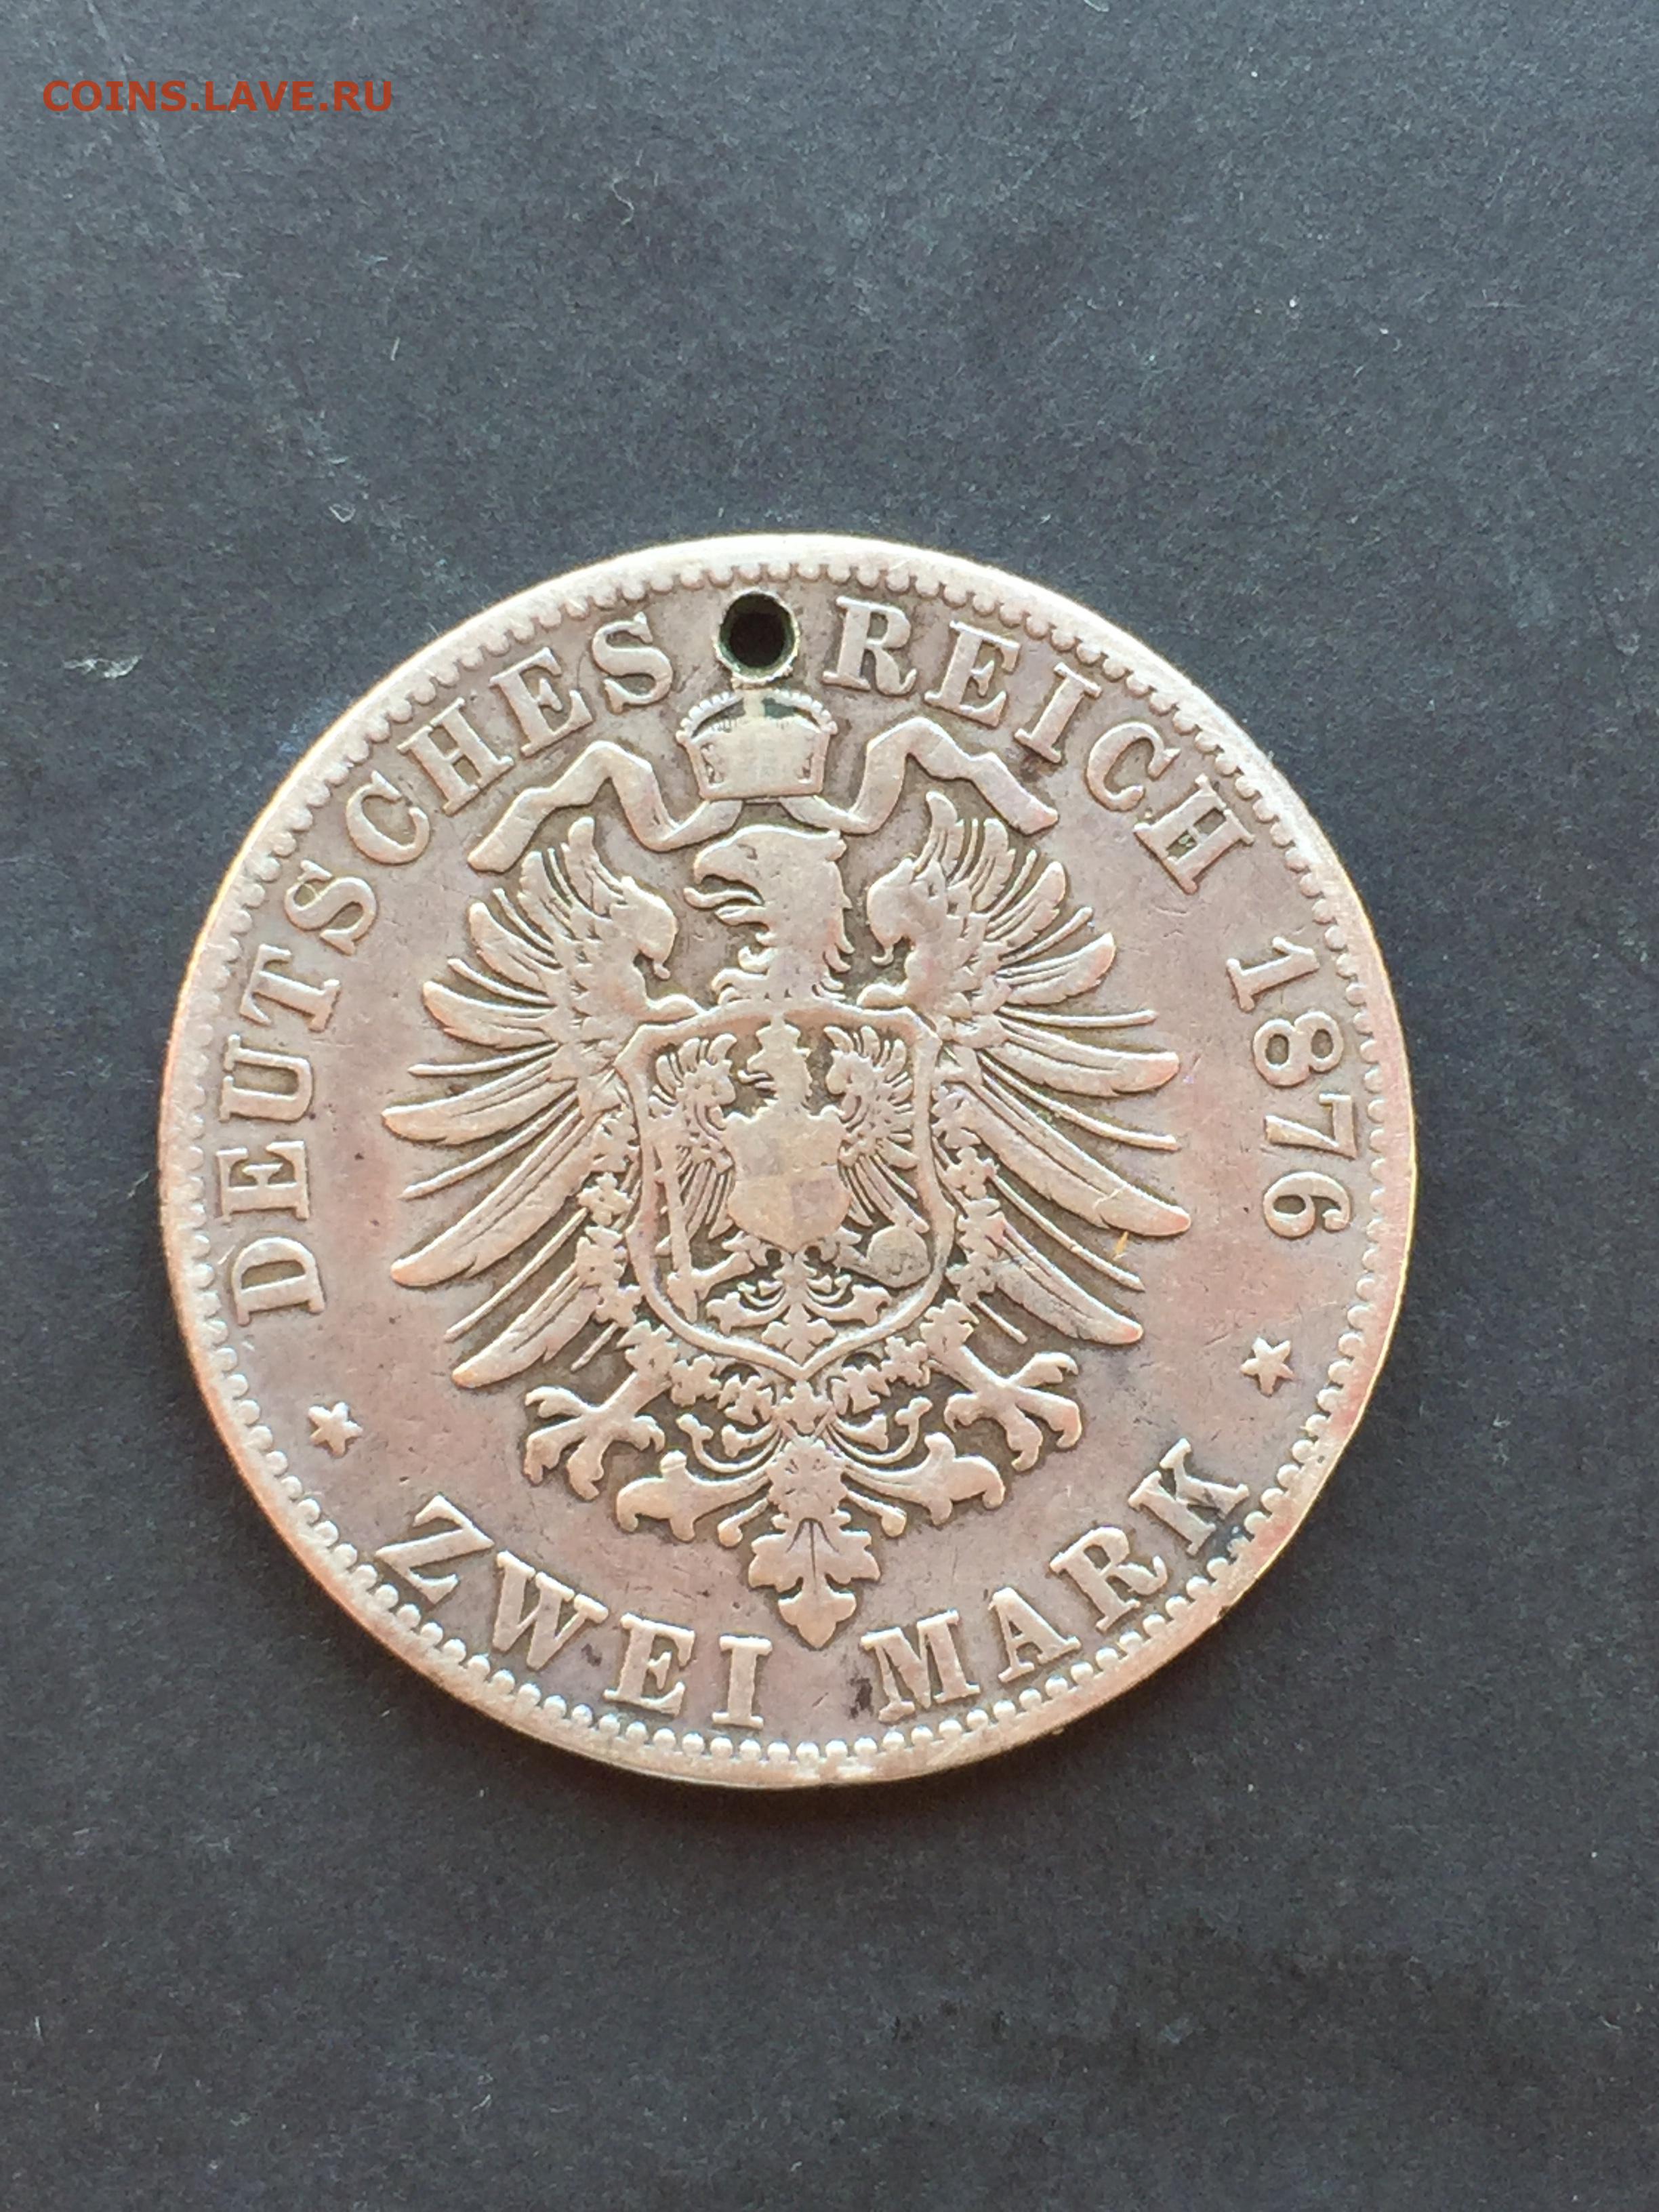 COINS.LAVE.RU
DEUTSCHES REICH 1876
ZWEI MARK